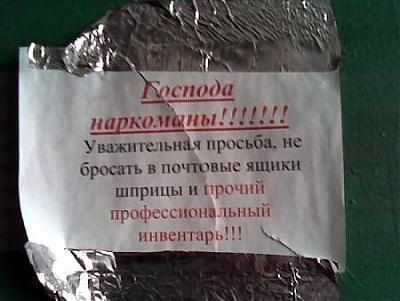 Господа
наркоманы!!!!!!!
Уважительная просьба, не
бросать в почтовые ящики
шприцы и прочий
профессиональный
инвентарь!!!